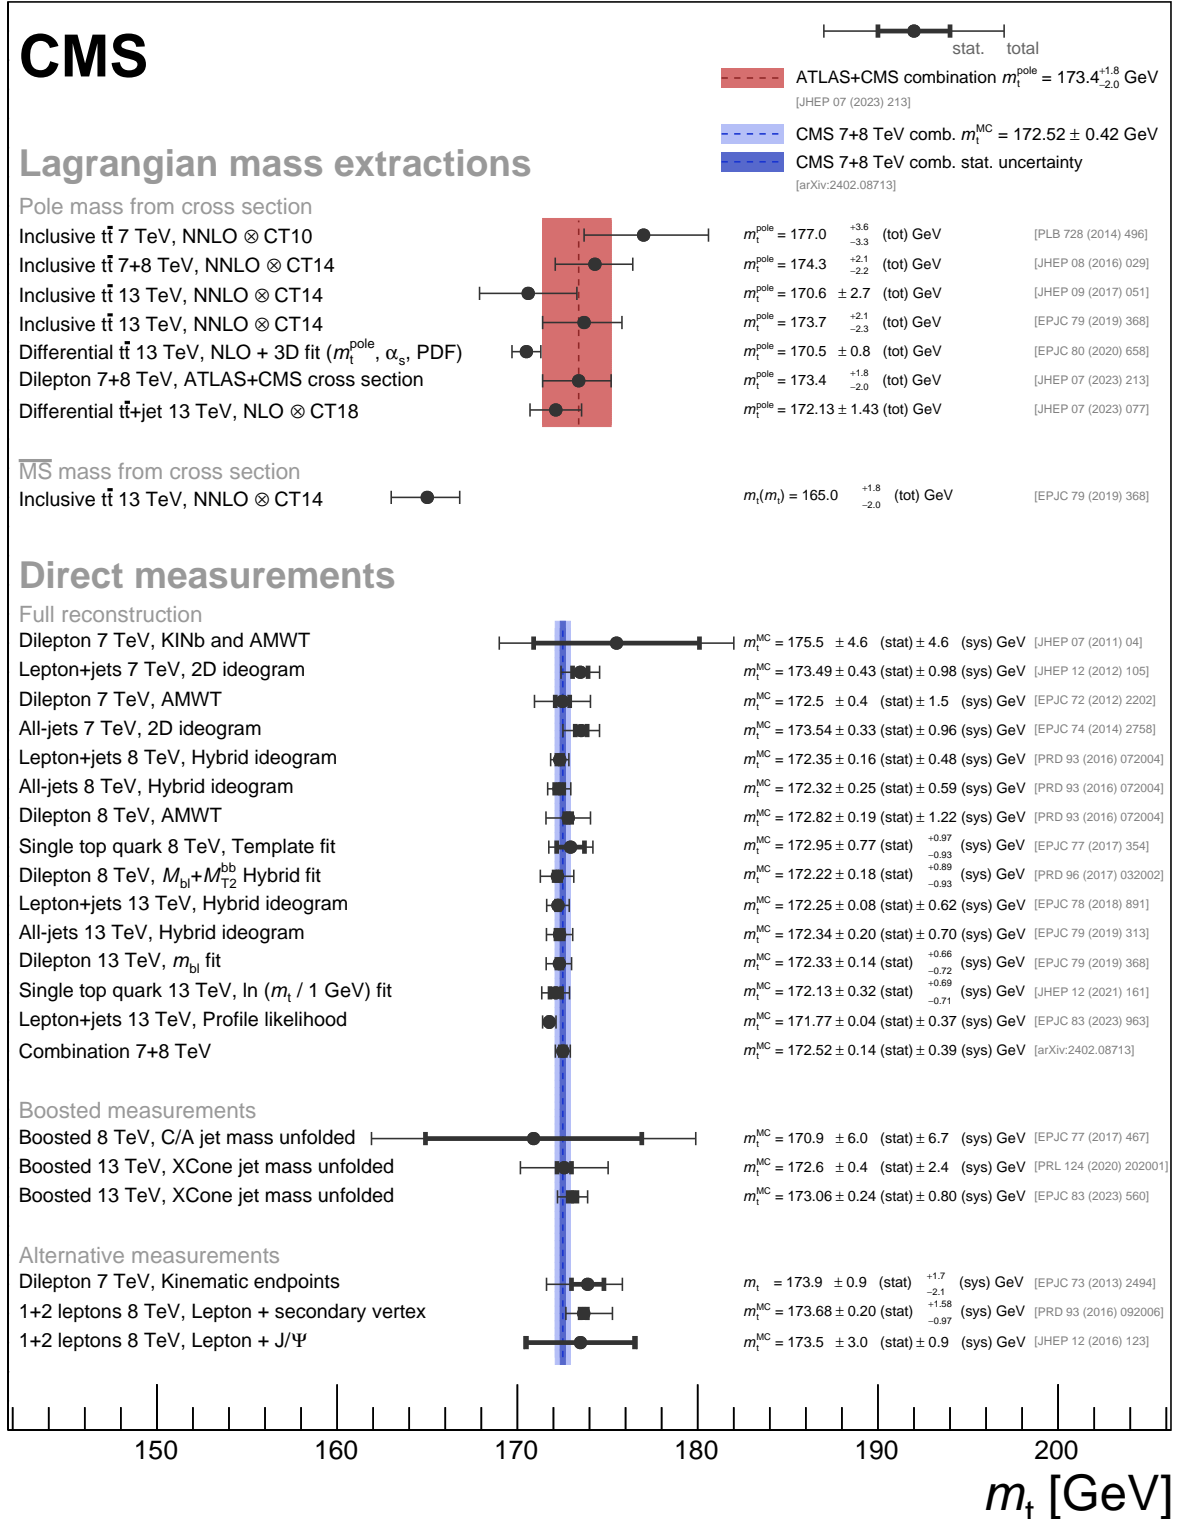 CMS
stat. total
ATLAS+CMS combination m_t^pole = 173.4 +1.8 −2.0 GeV
[JHEP 07 (2023) 213]
CMS 7+8 TeV comb. m_t^MC = 172.52 ± 0.42 GeV
CMS 7+8 TeV comb. stat. uncertainty
[arXiv:2402.08713]
Lagrangian mass extractions
Pole mass from cross section
Inclusive tt̄ 7 TeV, NNLO ⊗ CT10 m_t^pole = 177.0 +3.6 −3.3 (tot) GeV [PLB 728 (2014) 496]
Inclusive tt̄ 7+8 TeV, NNLO ⊗ CT14 m_t^pole = 174.3 +2.1 −2.2 (tot) GeV [JHEP 08 (2016) 029]
Inclusive tt̄ 13 TeV, NNLO ⊗ CT14 m_t^pole = 170.6 ± 2.7 (tot) GeV [JHEP 09 (2017) 051]
Inclusive tt̄ 13 TeV, NNLO ⊗ CT14 m_t^pole = 173.7 +2.1 −2.3 (tot) GeV [EPJC 79 (2019) 368]
Differential tt̄ 13 TeV, NLO + 3D fit (m_t^pole, α_s, PDF) m_t^pole = 170.5 ± 0.8 (tot) GeV [EPJC 80 (2020) 658]
Dilepton 7+8 TeV, ATLAS+CMS cross section m_t^pole = 173.4 +1.8 −2.0 (tot) GeV [JHEP 07 (2023) 213]
Differential tt̄+jet 13 TeV, NLO ⊗ CT18 m_t^pole = 172.13 ± 1.43 (tot) GeV [JHEP 07 (2023) 077]
M̅S̅ mass from cross section
Inclusive tt̄ 13 TeV, NNLO ⊗ CT14 m_t(m_t) = 165.0 +1.8 −2.0 (tot) GeV [EPJC 79 (2019) 368]
Direct measurements
Full reconstruction
Dilepton 7 TeV, KINb and AMWT m_t^MC = 175.5 ± 4.6 (stat) ± 4.6 (sys) GeV [JHEP 07 (2011) 04]
Lepton+jets 7 TeV, 2D ideogram m_t^MC = 173.49 ± 0.43 (stat) ± 0.98 (sys) GeV [JHEP 12 (2012) 105]
Dilepton 7 TeV, AMWT m_t^MC = 172.5 ± 0.4 (stat) ± 1.5 (sys) GeV [EPJC 72 (2012) 2202]
All-jets 7 TeV, 2D ideogram m_t^MC = 173.54 ± 0.33 (stat) ± 0.96 (sys) GeV [EPJC 74 (2014) 2758]
Lepton+jets 8 TeV, Hybrid ideogram m_t^MC = 172.35 ± 0.16 (stat) ± 0.48 (sys) GeV [PRD 93 (2016) 072004]
All-jets 8 TeV, Hybrid ideogram m_t^MC = 172.32 ± 0.25 (stat) ± 0.59 (sys) GeV [PRD 93 (2016) 072004]
Dilepton 8 TeV, AMWT m_t^MC = 172.82 ± 0.19 (stat) ± 1.22 (sys) GeV [PRD 93 (2016) 072004]
Single top quark 8 TeV, Template fit m_t^MC = 172.95 ± 0.77 (stat) +0.97 −0.93 (sys) GeV [EPJC 77 (2017) 354]
Dilepton 8 TeV, M_bl+M_T2^bb Hybrid fit m_t^MC = 172.22 ± 0.18 (stat) +0.89 −0.93 (sys) GeV [PRD 96 (2017) 032002]
Lepton+jets 13 TeV, Hybrid ideogram m_t^MC = 172.25 ± 0.08 (stat) ± 0.62 (sys) GeV [EPJC 78 (2018) 891]
All-jets 13 TeV, Hybrid ideogram m_t^MC = 172.34 ± 0.20 (stat) ± 0.70 (sys) GeV [EPJC 79 (2019) 313]
Dilepton 13 TeV, m_bl fit m_t^MC = 172.33 ± 0.14 (stat) +0.66 −0.72 (sys) GeV [EPJC 79 (2019) 368]
Single top quark 13 TeV, ln (m_t / 1 GeV) fit m_t^MC = 172.13 ± 0.32 (stat) +0.69 −0.71 (sys) GeV [JHEP 12 (2021) 161]
Lepton+jets 13 TeV, Profile likelihood m_t^MC = 171.77 ± 0.04 (stat) ± 0.37 (sys) GeV [EPJC 83 (2023) 963]
Combination 7+8 TeV m_t^MC = 172.52 ± 0.14 (stat) ± 0.39 (sys) GeV [arXiv:2402.08713]
Boosted measurements
Boosted 8 TeV, C/A jet mass unfolded m_t^MC = 170.9 ± 6.0 (stat) ± 6.7 (sys) GeV [EPJC 77 (2017) 467]
Boosted 13 TeV, XCone jet mass unfolded m_t^MC = 172.6 ± 0.4 (stat) ± 2.4 (sys) GeV [PRL 124 (2020) 202001]
Boosted 13 TeV, XCone jet mass unfolded m_t^MC = 173.06 ± 0.24 (stat) ± 0.80 (sys) GeV [EPJC 83 (2023) 560]
Alternative measurements
Dilepton 7 TeV, Kinematic endpoints m_t = 173.9 ± 0.9 (stat) +1.7 −2.1 (sys) GeV [EPJC 73 (2013) 2494]
1+2 leptons 8 TeV, Lepton + secondary vertex m_t^MC = 173.68 ± 0.20 (stat) +1.58 −0.97 (sys) GeV [PRD 93 (2016) 092006]
1+2 leptons 8 TeV, Lepton + J/Ψ m_t^MC = 173.5 ± 3.0 (stat) ± 0.9 (sys) GeV [JHEP 12 (2016) 123]
150 160 170 180 190 200
m_t [GeV]